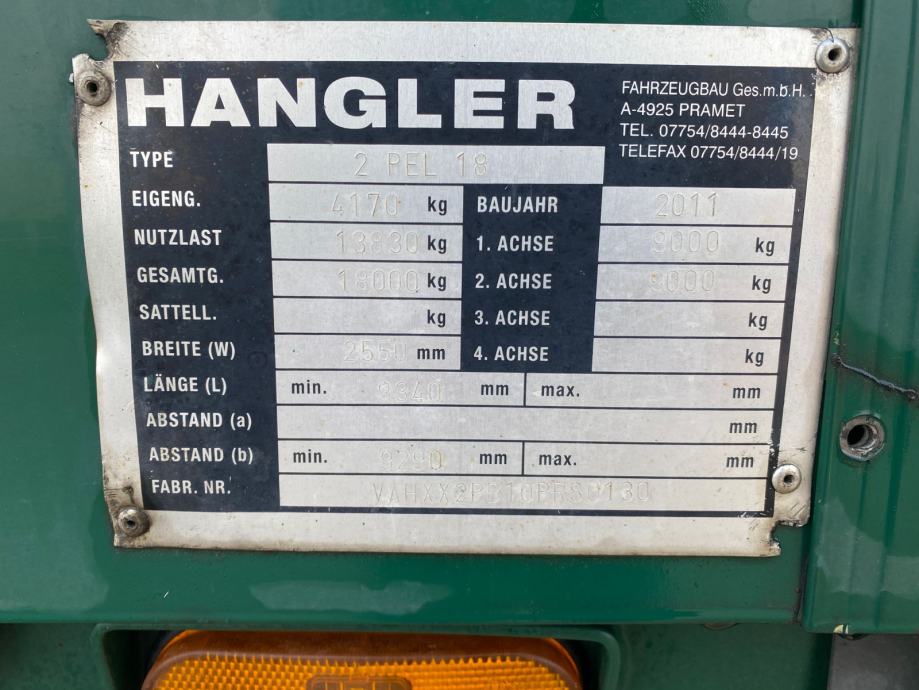 HANGLER
FAHRZEUGBAU Ges.m.b.H.
A-4925 PRAMET
TEL. 07754/8444-8445
TELEFAX 07754/8444/19
TYPE 2 PEL 18
EIGENG. 4170 kg BAUJAHR 2011
NUTZLAST 13830 kg 1. ACHSE 9000 kg
GESAMTG. 18000 kg 2. ACHSE 9000 kg
SATTELL. kg 3. ACHSE kg
BREITE (W) 2550 mm 4. ACHSE kg
LÄNGE (L) min. 9340 mm max. mm
ABSTAND (a) mm
ABSTAND (b) min. 9290 mm max. mm
FABR. NR.